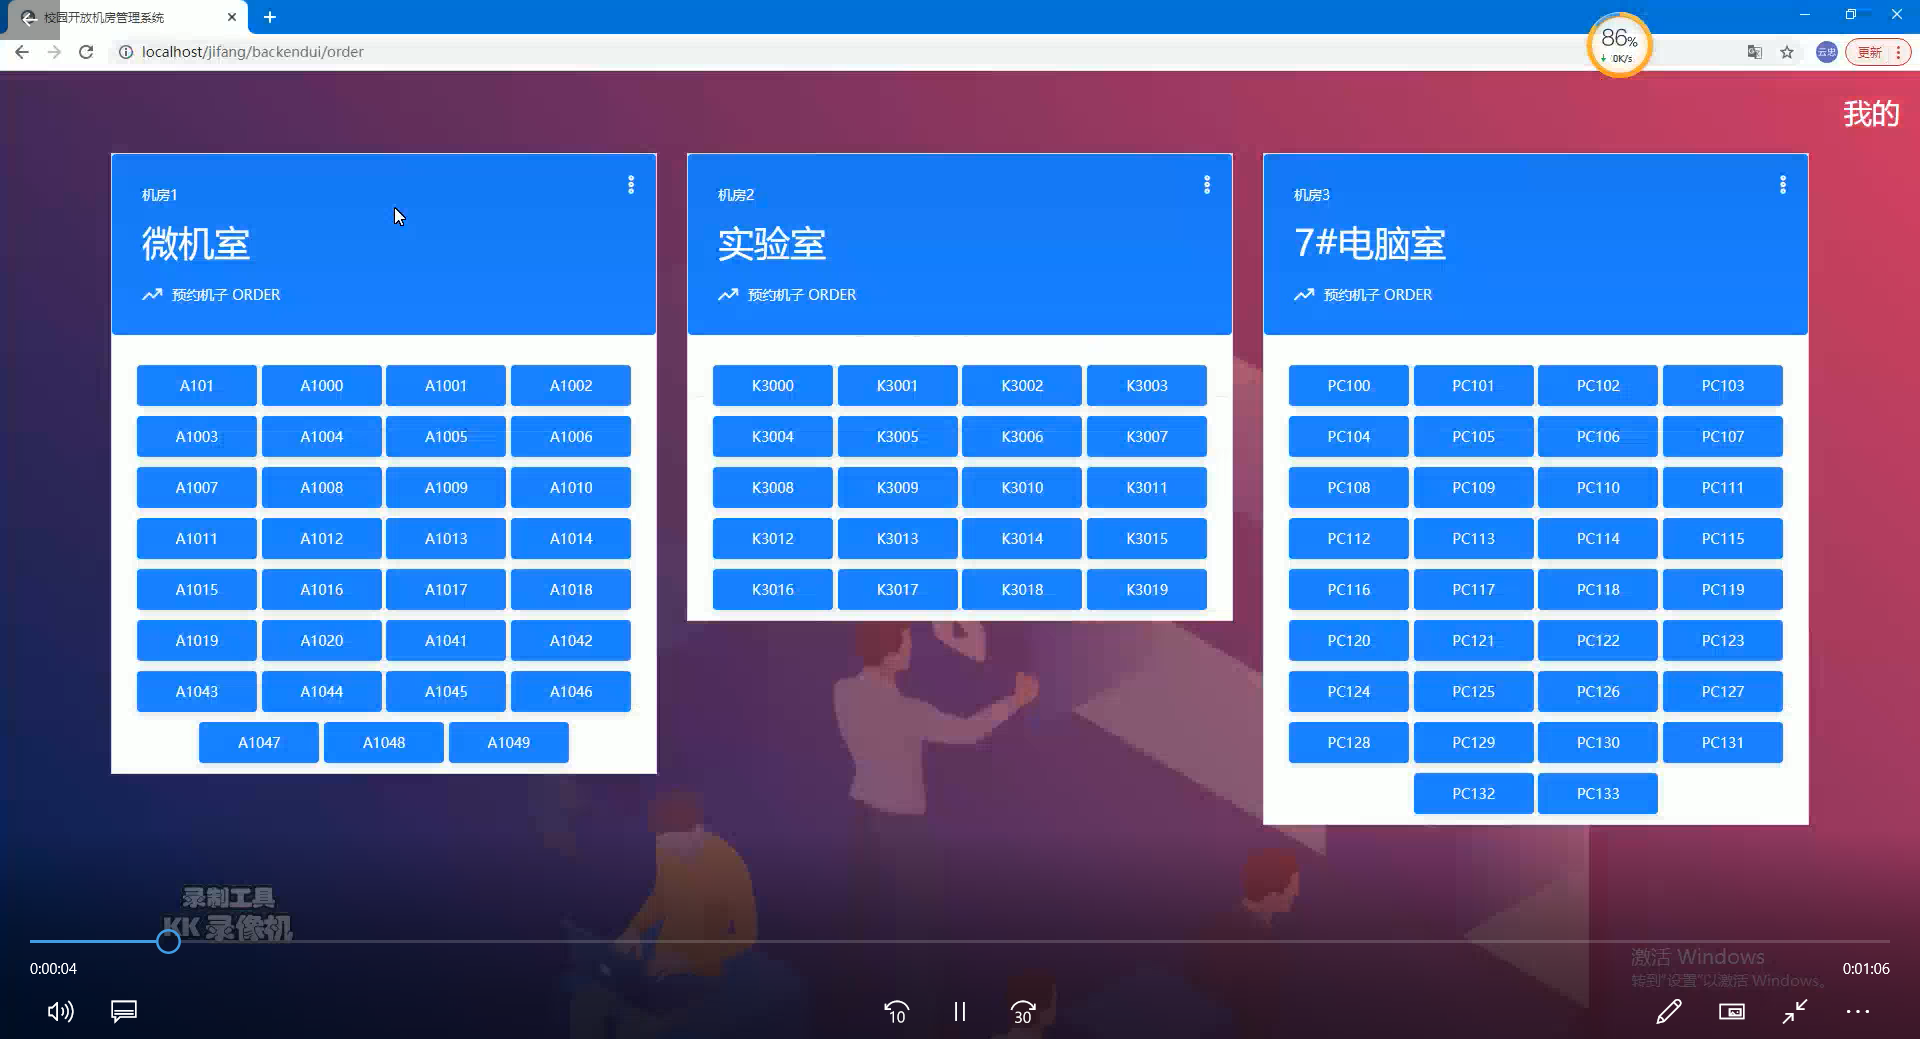 校园开放机房管理系统
localhost/jifang/backendui/order
86%
0K/s
云忠
更新
我的
机房1
微机室
预约机子 ORDER
A101 A1000 A1001 A1002
A1003 A1004 A1005 A1006
A1007 A1008 A1009 A1010
A1011 A1012 A1013 A1014
A1015 A1016 A1017 A1018
A1019 A1020 A1041 A1042
A1043 A1044 A1045 A1046
A1047 A1048 A1049
机房2
实验室
预约机子 ORDER
K3000 K3001 K3002 K3003
K3004 K3005 K3006 K3007
K3008 K3009 K3010 K3011
K3012 K3013 K3014 K3015
K3016 K3017 K3018 K3019
机房3
7#电脑室
预约机子 ORDER
PC100 PC101 PC102 PC103
PC104 PC105 PC106 PC107
PC108 PC109 PC110 PC111
PC112 PC113 PC114 PC115
PC116 PC117 PC118 PC119
PC120 PC121 PC122 PC123
PC124 PC125 PC126 PC127
PC128 PC129 PC130 PC131
PC132 PC133
录制工具
KK 录像机
激活 Windows
转到"设置"以激活 Windows。
0:00:04
0:01:06
10
30